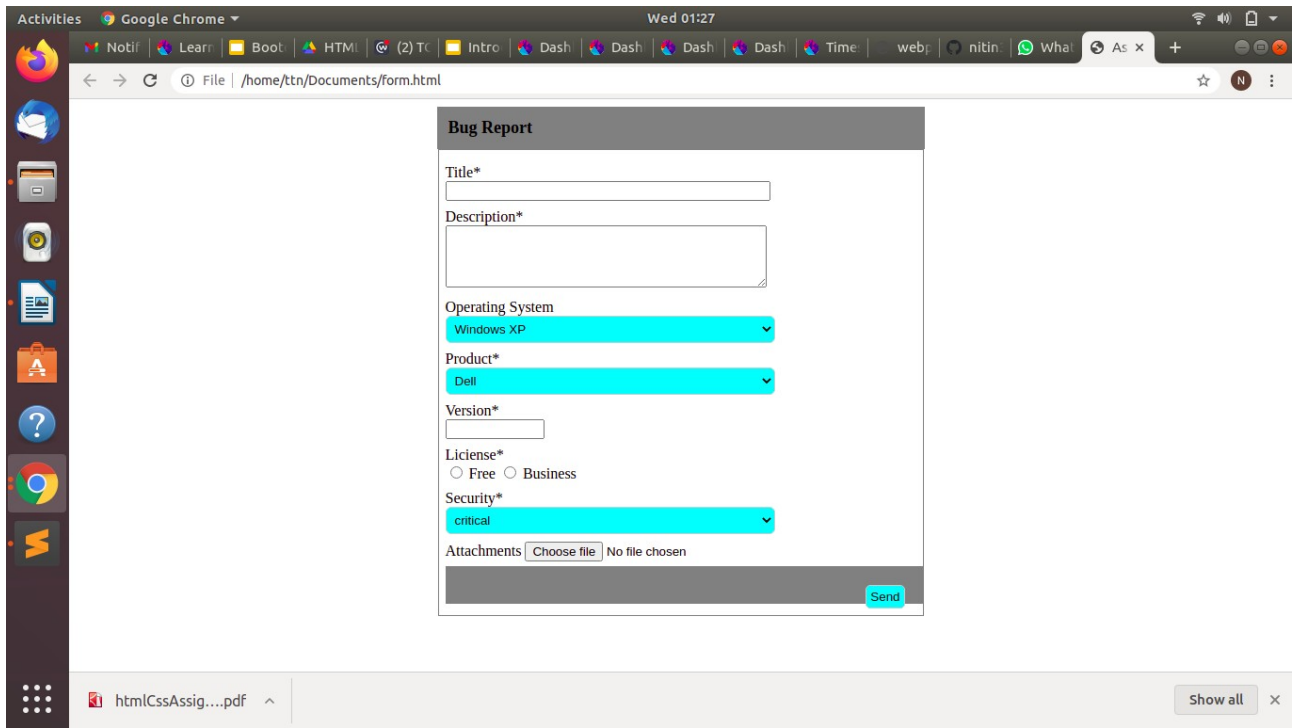 Activities Google Chrome Wed 01:27
Notif Learn Boot HTML (2) TC Intro Dash Dash Dash Dash Time webp nitin What As
File /home/ttn/Documents/form.html N
Bug Report
Title*
Description*
Operating System
Windows XP
Product*
Dell
Version*
Liciense*
Free Business
Security*
critical
Attachments Choose file No file chosen
Send
htmlCssAssig....pdf Show all